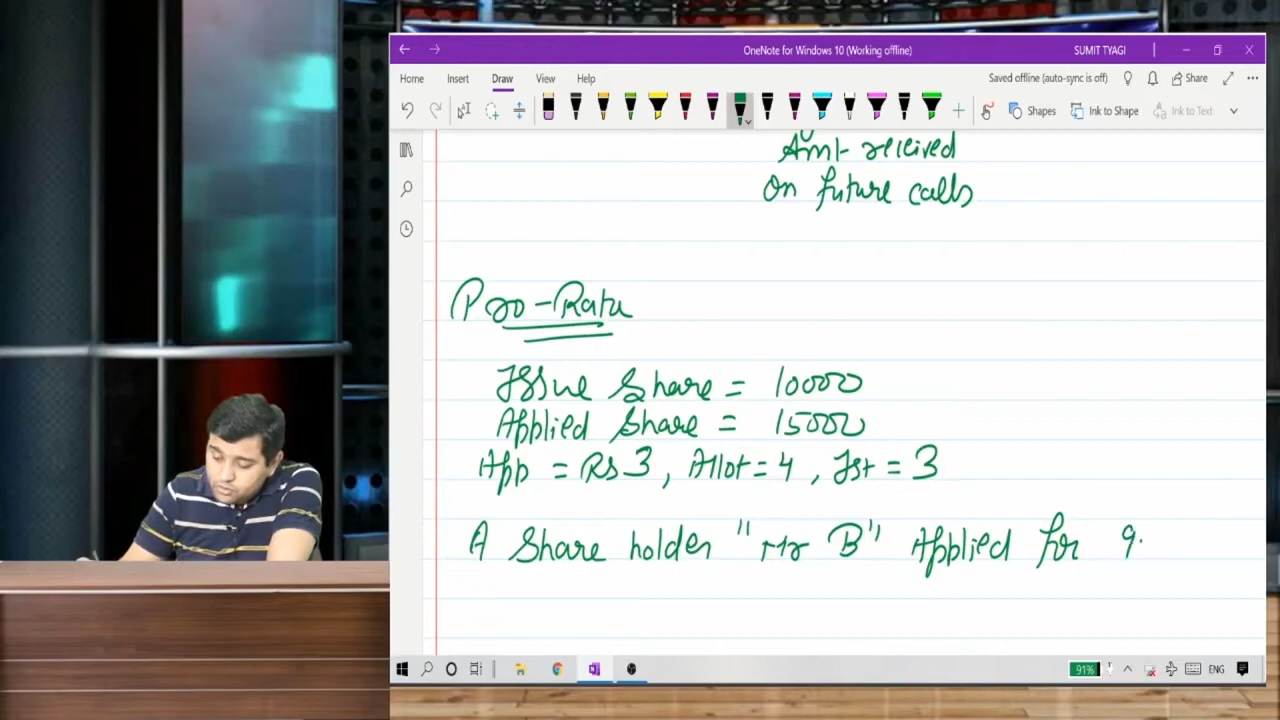 OneNote for Windows 10 (Working offline)
SUMIT TYAGI
Home Insert Draw View Help
Saved offline (auto-sync is off)
Share
Shapes
Ink to Shape
Ink to Text
Amt received
on future calls
Pro-Rata
Issue Share = 10000
Applied Share = 15000
App = Rs 3, Allot = 4, Ist = 3
A Share holder "Mr B" Applied for 9
91%
ENG